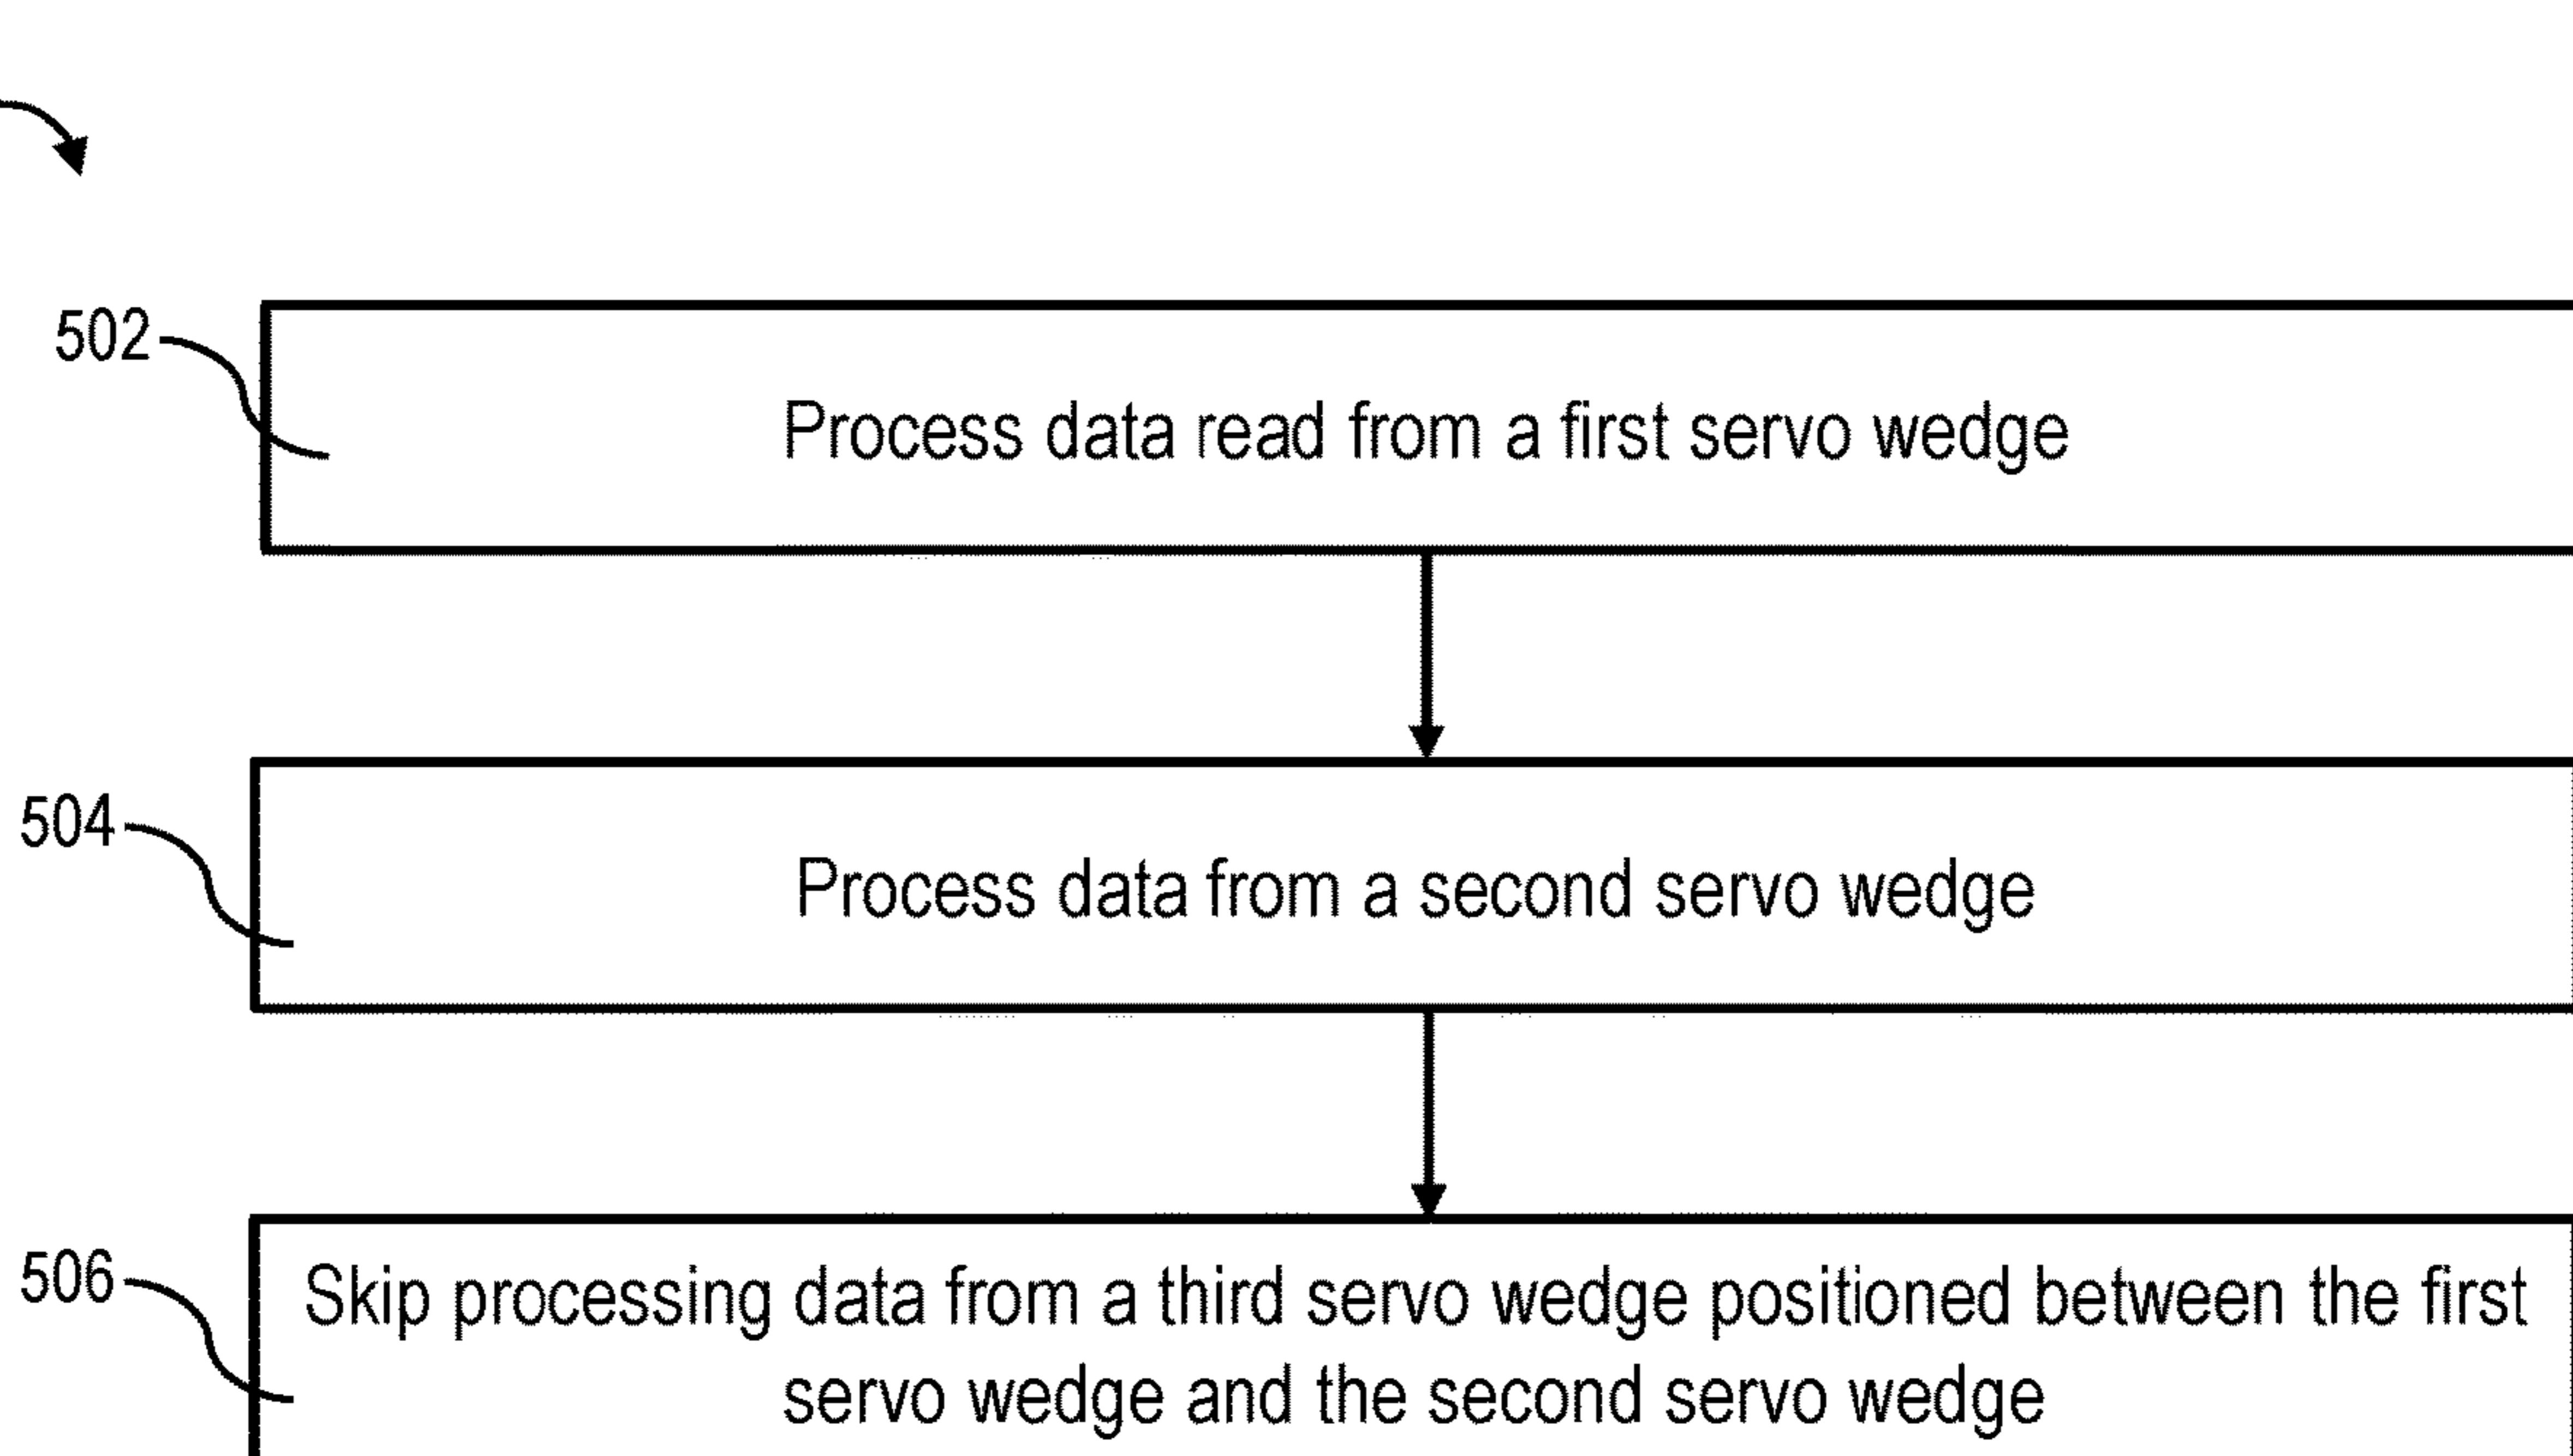 502
Process data read from a first servo wedge
504
Process data from a second servo wedge
506
Skip processing data from a third servo wedge positioned between the first
servo wedge and the second servo wedge